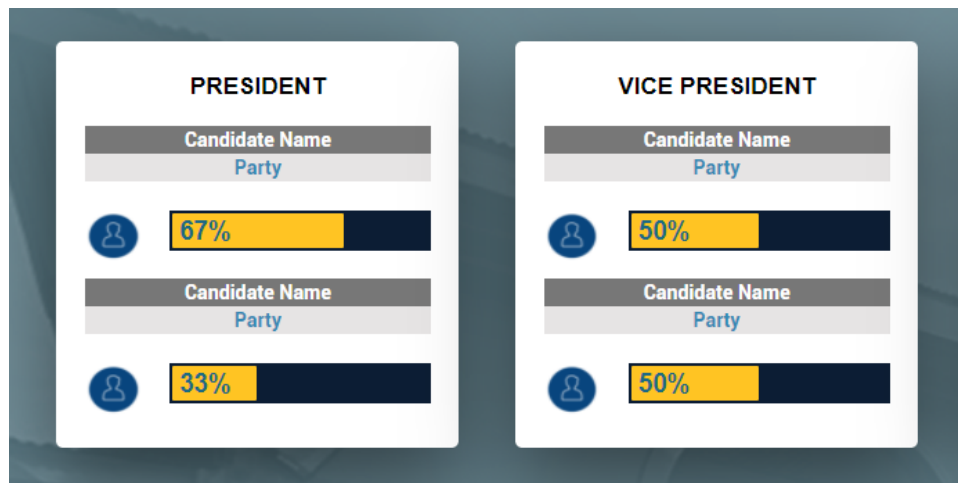 PRESIDENT
Candidate Name
Party
67%
Candidate Name
Party
33%
VICE PRESIDENT
Candidate Name
Party
50%
Candidate Name
Party
50%